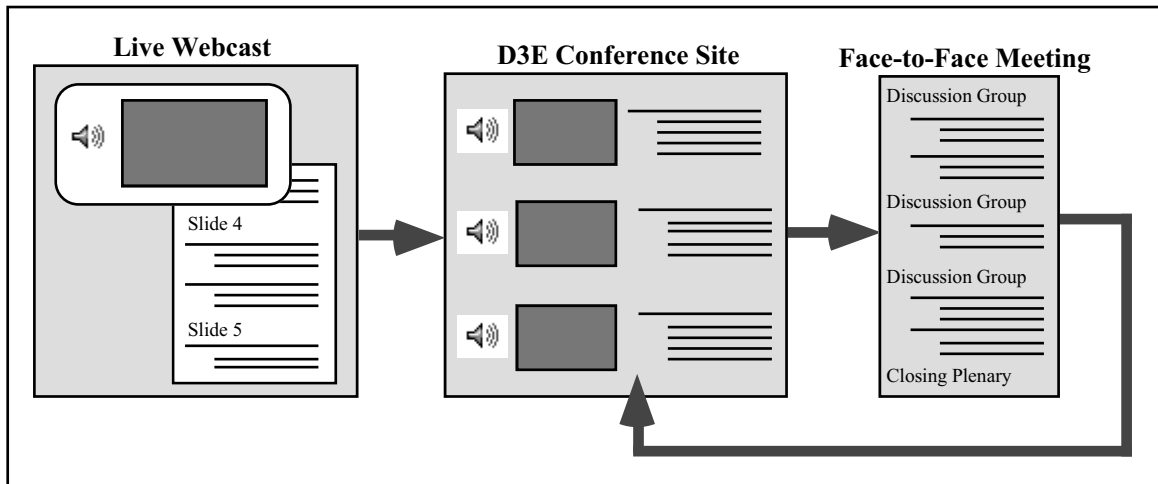 Live Webcast
Slide 4
Slide 5
D3E Conference Site
Face-to-Face Meeting
Discussion Group
Discussion Group
Discussion Group
Closing Plenary